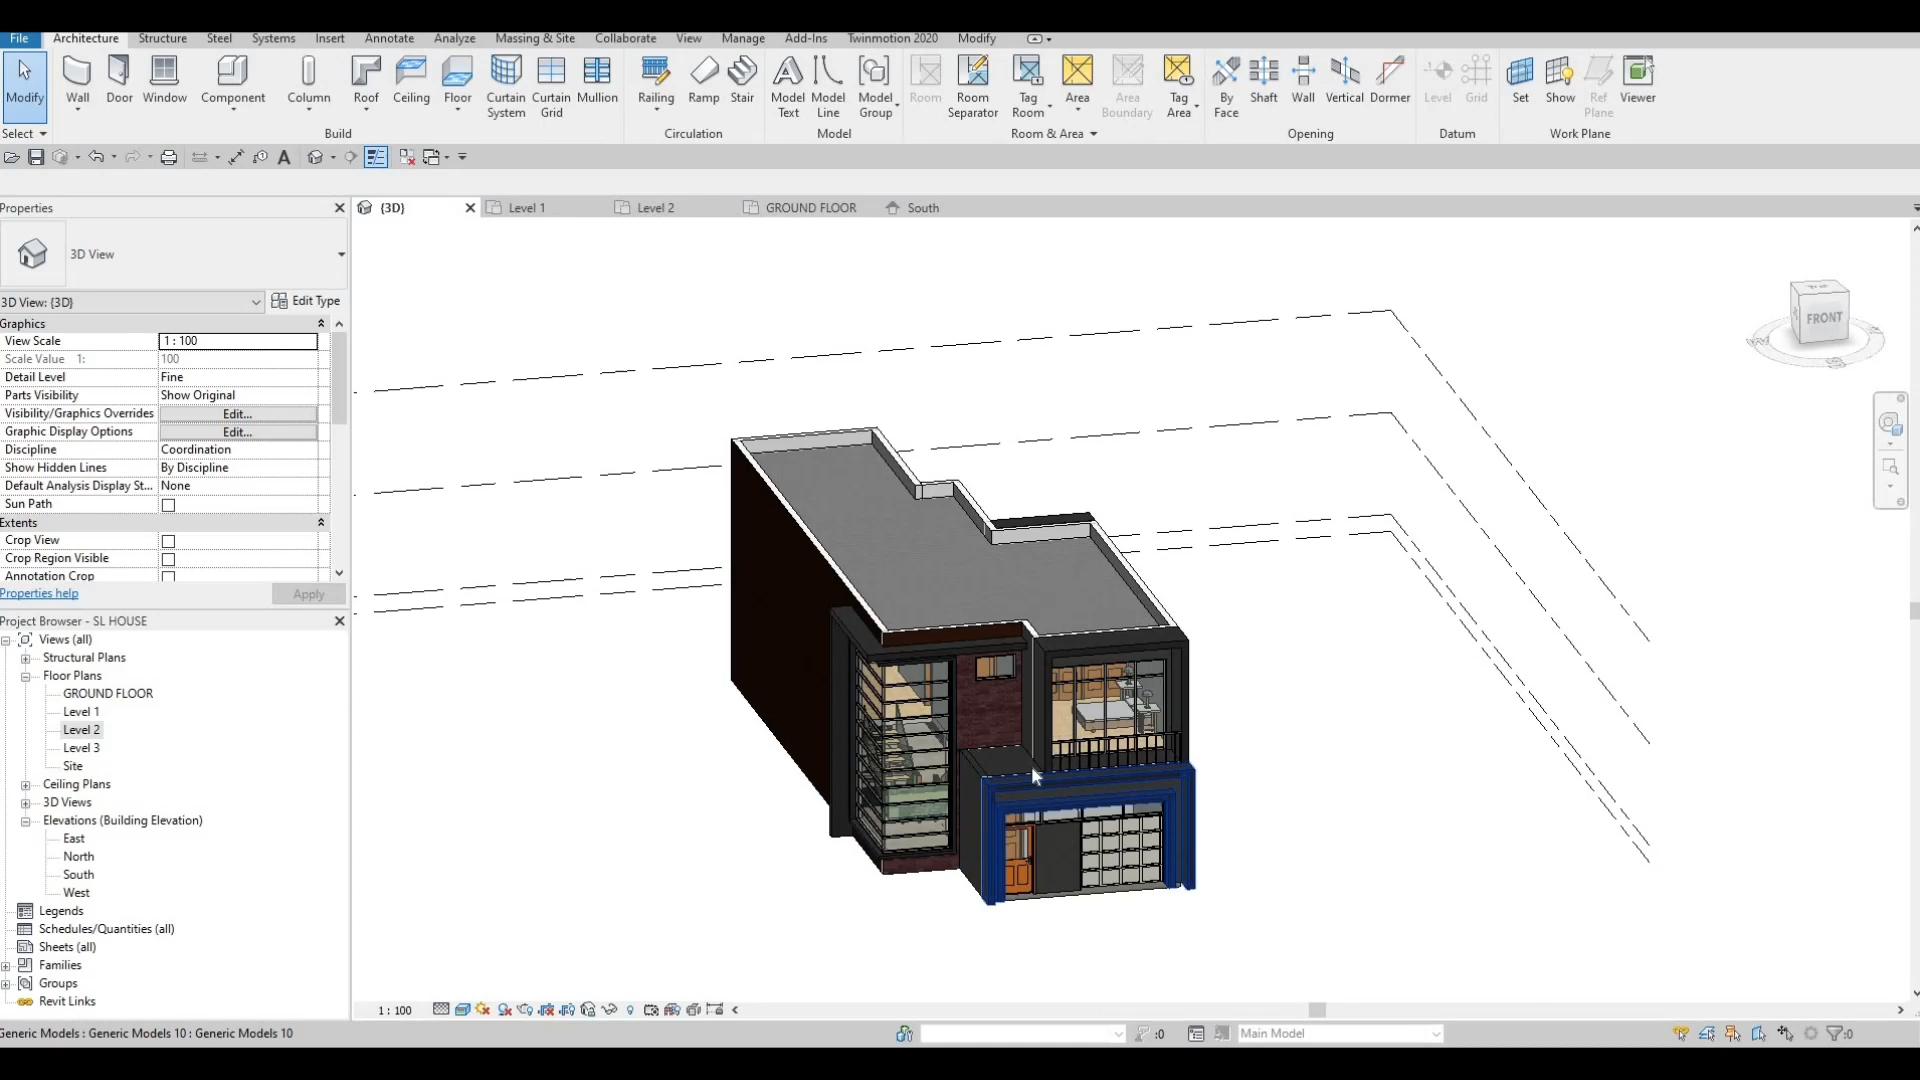 File Architecture Structure Steel Systems Insert Annotate Analyze Massing & Site Collaborate View Manage Add-Ins Twinmotion 2020 Modify
Modify Wall Door Window Component Column Roof Ceiling Floor Curtain System Curtain Grid Mullion Railing Ramp Stair Model Text Model Line Model Group Room Room Separator Tag Room Area Area Boundary Tag Area By Face Shaft Wall Vertical Dormer Level Grid Set Show Ref Plane Viewer
Select Build Circulation Model Room & Area Opening Datum Work Plane
Properties
{3D} Level 1 Level 2 GROUND FLOOR South
3D View
3D View: {3D} Edit Type
Graphics
View Scale 1 : 100
Scale Value 1: 100
Detail Level Fine
Parts Visibility Show Original
Visibility/Graphics Overrides Edit...
Graphic Display Options Edit...
Discipline Coordination
Show Hidden Lines By Discipline
Default Analysis Display St... None
Sun Path
Extents
Crop View
Crop Region Visible
Annotation Crop
Properties help Apply
Project Browser - SL HOUSE
Views (all)
Structural Plans
Floor Plans
GROUND FLOOR
Level 1
Level 2
Level 3
Site
Ceiling Plans
3D Views
Elevations (Building Elevation)
East
North
South
West
Legends
Schedules/Quantities (all)
Sheets (all)
Families
Groups
Revit Links
FRONT
1 : 100
Generic Models : Generic Models 10 : Generic Models 10
:0
Main Model
:0